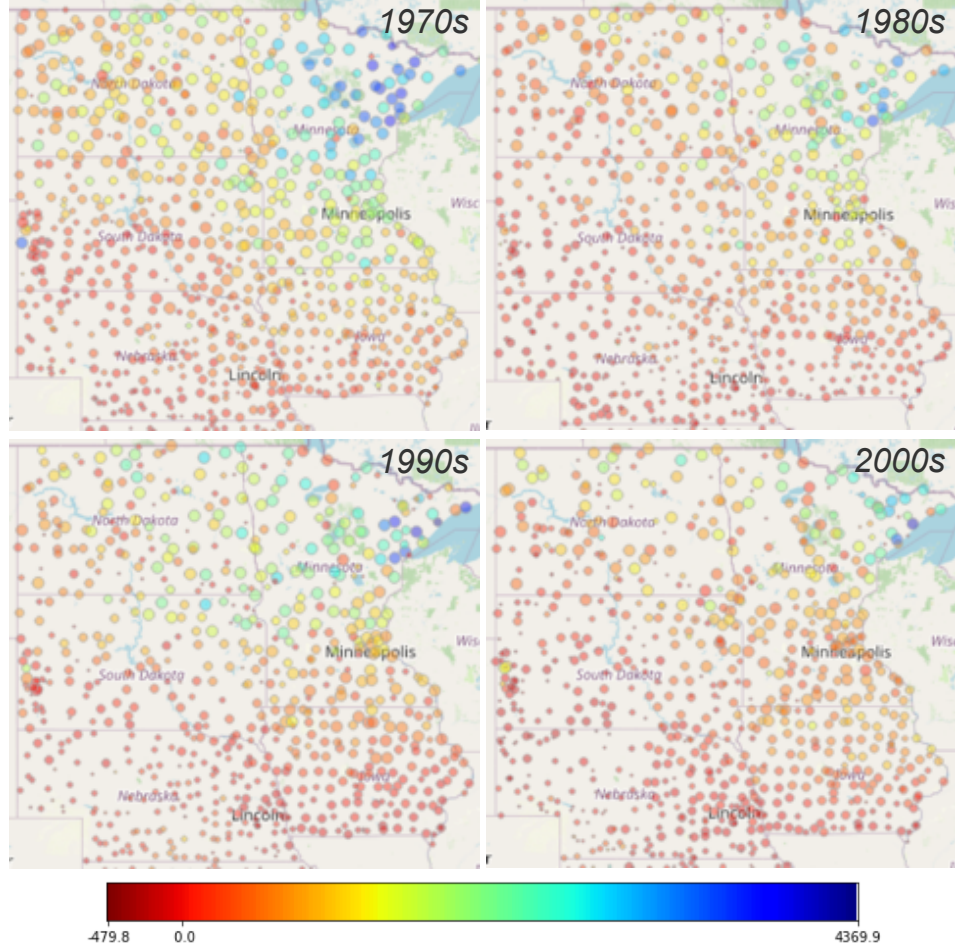 1970s
North Dakota
Minnesota
Minneapolis
Wisc
South Dakota
Nebraska
Iowa
Lincoln
1980s
North Dakota
Minnesota
Minneapolis
Wis
South Dakota
Nebraska
Iowa
Lincoln
1990s
North Dakota
Minnesota
Minneapolis
Wisc
South Dakota
Iowa
Nebraska
Lincoln
2000s
North Dakota
Minnesota
Minneapolis
Wis
South Dakota
Iowa
Nebraska
Lincoln
-479.8 0.0 4369.9